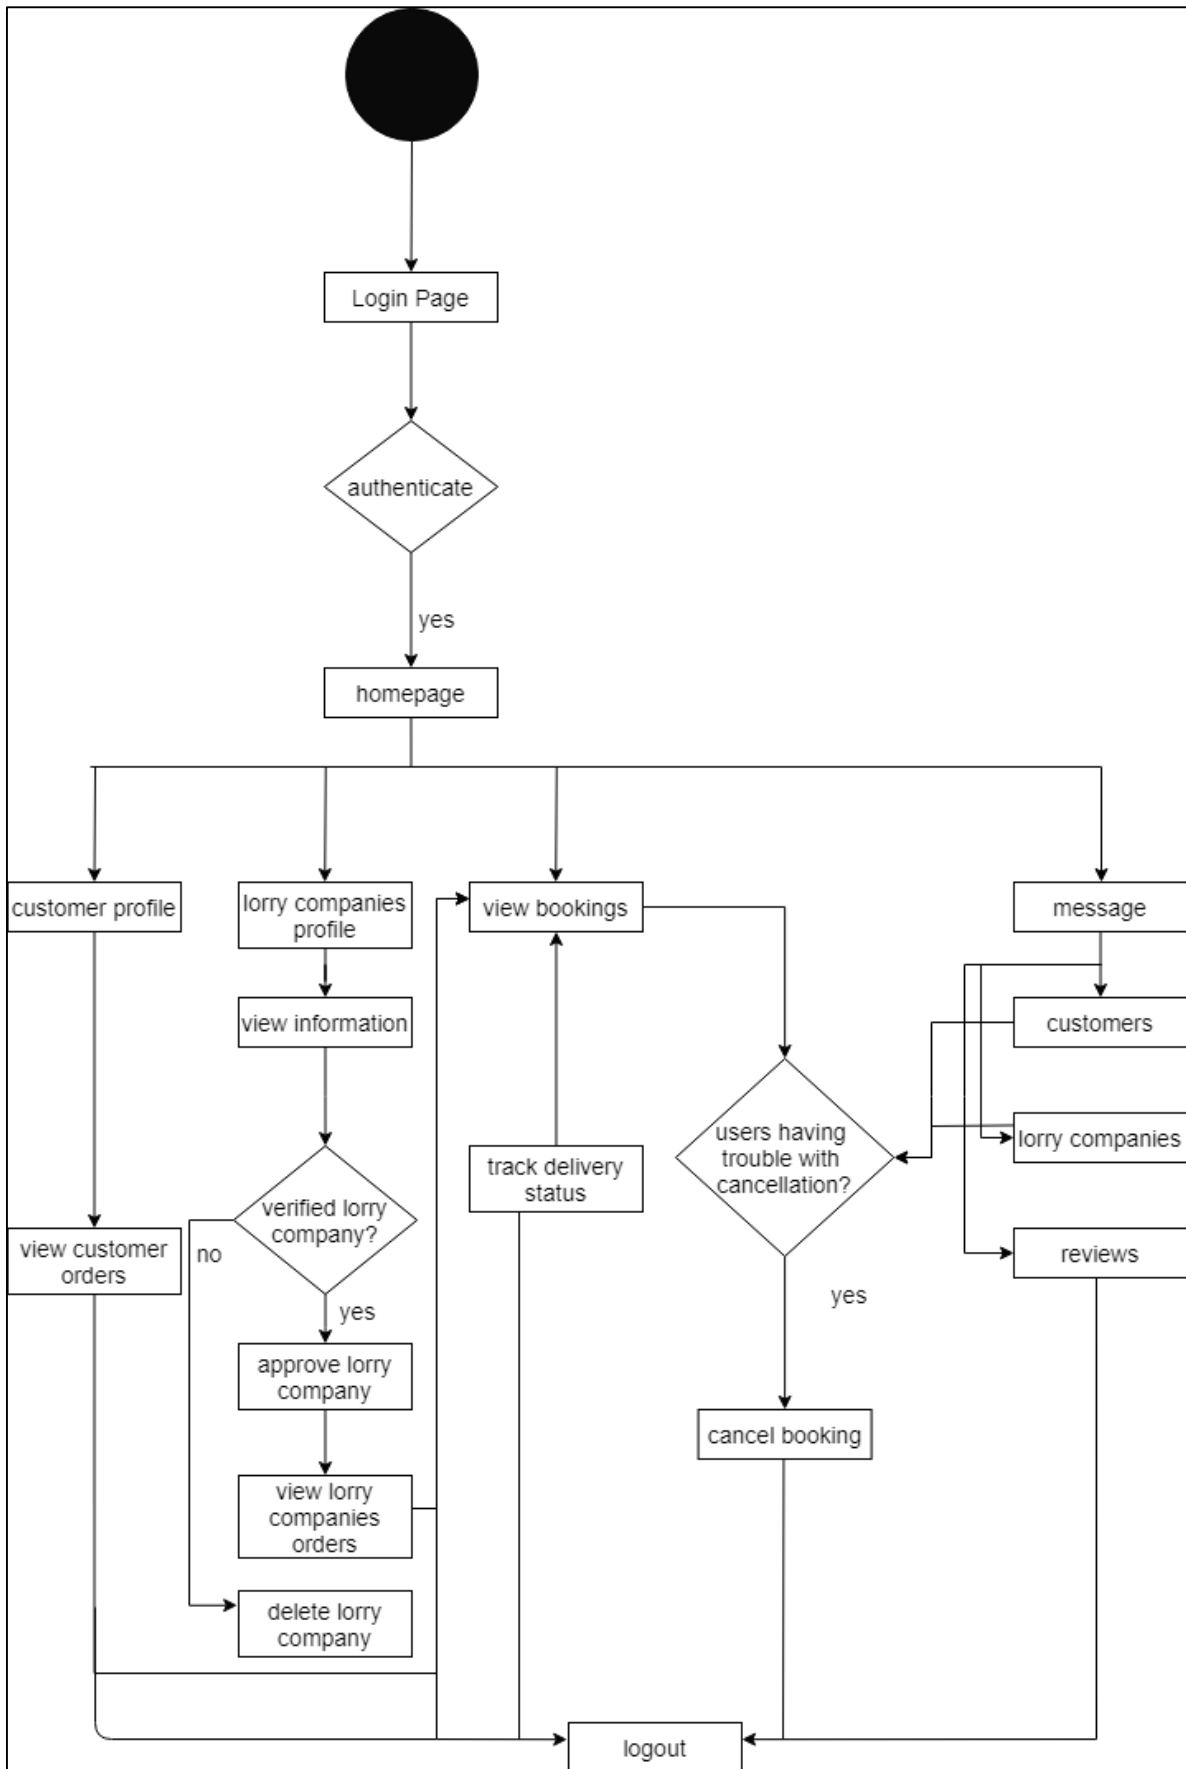 Login Page
authenticate
yes
homepage
customer profile
lorry companies
profile
view bookings
message
view information
customers
users having
trouble with
cancellation?
lorry companies
track delivery
status
verified lorry
company?
no
view customer
orders
reviews
yes
yes
approve lorry
company
cancel booking
view lorry
companies
orders
delete lorry
company
logout